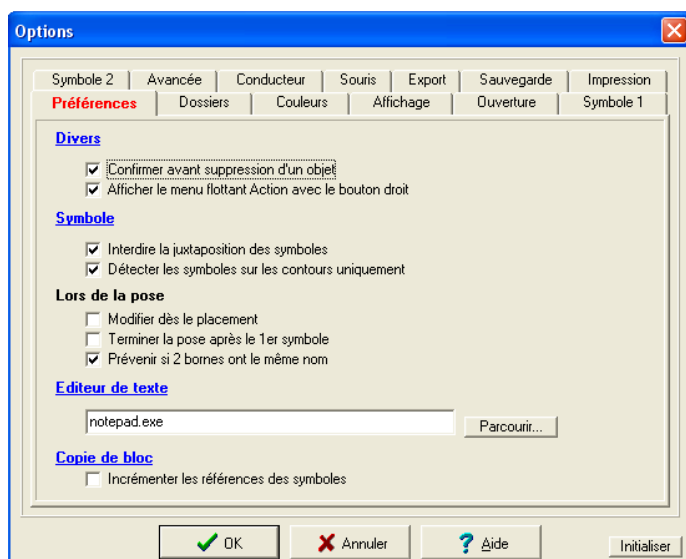 Options
Symbole 2 Avancée Conducteur Souris Export Sauvegarde Impression
Préférences Dossiers Couleurs Affichage Ouverture Symbole 1
Divers
Confirmer avant suppression d'un objet
Afficher le menu flottant Action avec le bouton droit
Symbole
Interdire la juxtaposition des symboles
Détecter les symboles sur les contours uniquement
Lors de la pose
Modifier dès le placement
Terminer la pose après le 1er symbole
Prévenir si 2 bornes ont le même nom
Editeur de texte
notepad.exe Parcourir...
Copie de bloc
Incrémenter les références des symboles
OK Annuler Aide Initialiser